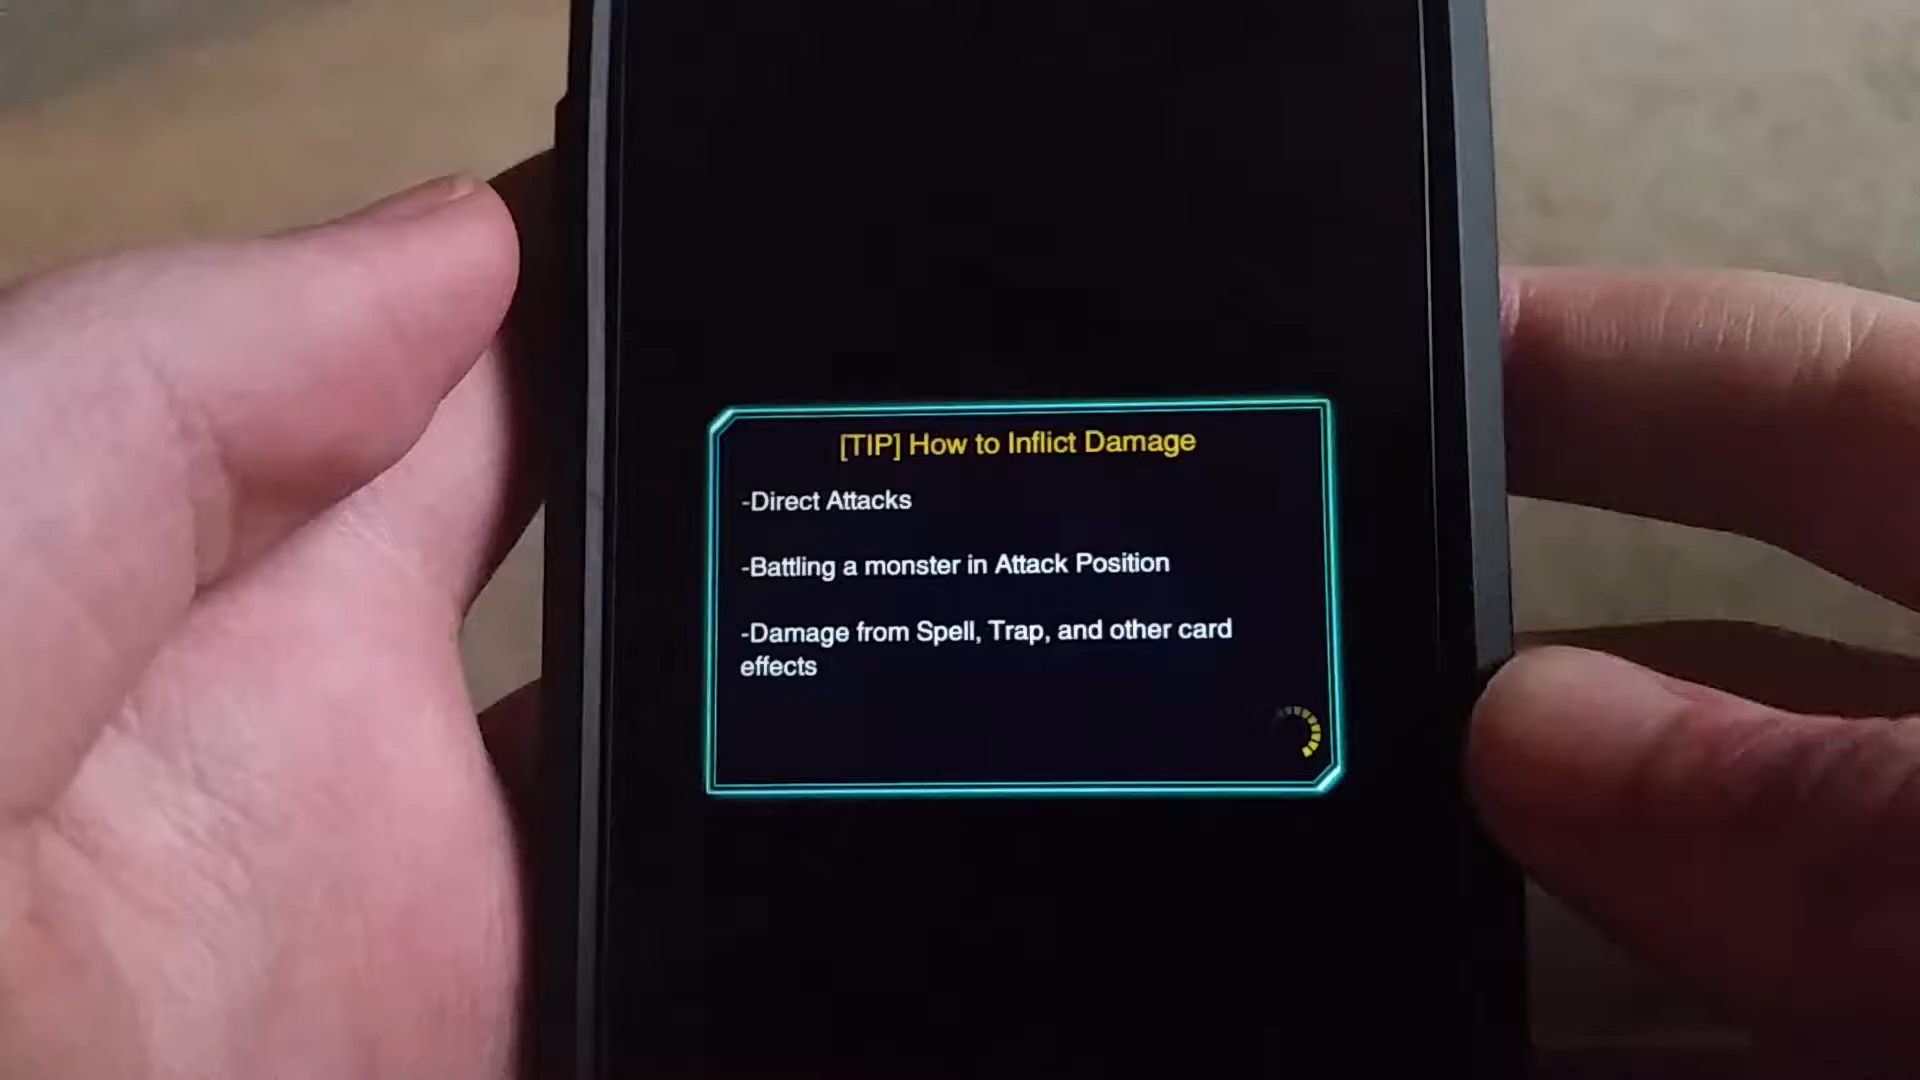 [TIP] How to Inflict Damage
-Direct Attacks
-Battling a monster in Attack Position
-Damage from Spell, Trap, and other card
effects